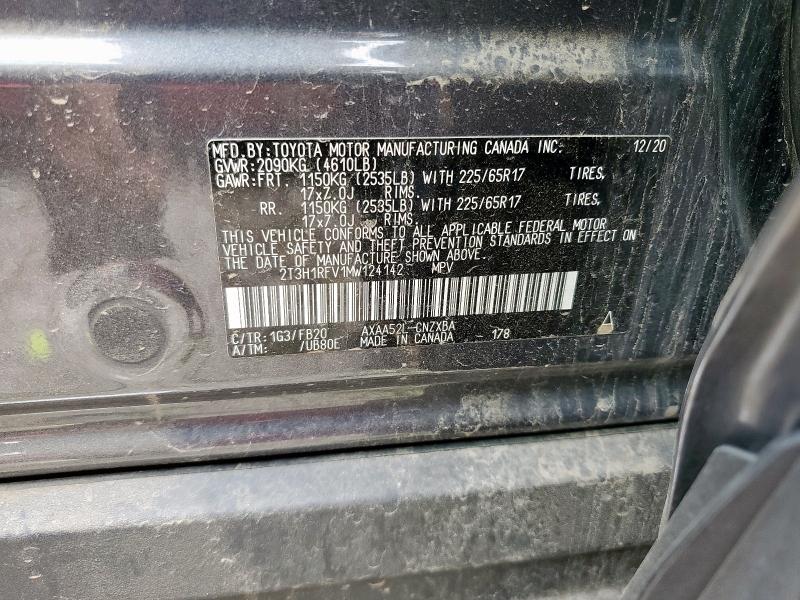 MFD.BY:TOYOTA MOTOR MANUFACTURING CANADA INC. 12/20
GVWR:2090KG (4610LB)
GAWR:FRT. 1150KG (2535LB) WITH 225/65R17 TIRES,
17x7.0J RIMS.
RR. 1150KG (2535LB) WITH 225/65R17 TIRES,
17x7.0J RIMS.
THIS VEHICLE CONFORMS TO ALL APPLICABLE FEDERAL MOTOR
VEHICLE SAFETY AND THEFT PREVENTION STANDARDS IN EFFECT ON
THE DATE OF MANUFACTURE SHOWN ABOVE.
2T3H1RFV1MW124142 MPV
C/TR:1G3/FB20 AXAA52L-CNZXBA
A/TM: /UB80E MADE IN CANADA 178